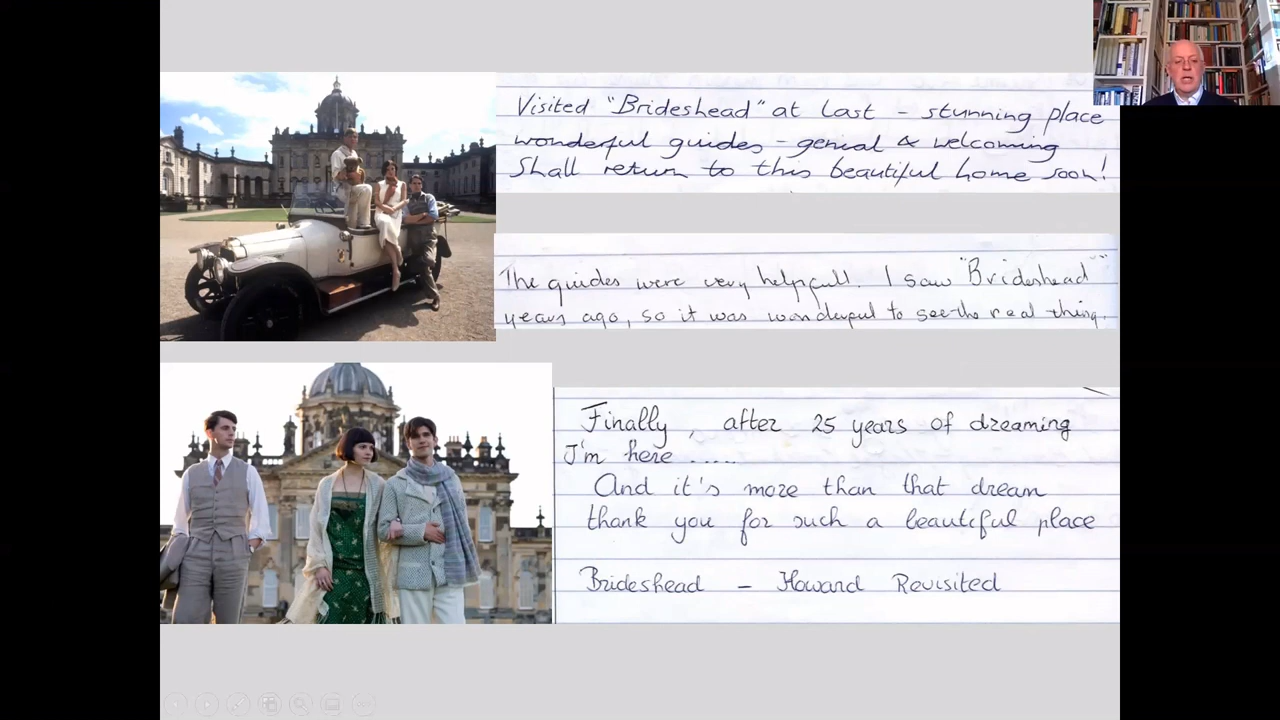 Visited "Brideshead" at last - stunning place
wonderful guides - genial & welcoming
Shall return to this beautiful home soon!
The guides were very helpfull. I saw "Brideshead"
years ago, so it was wonderful to see the real thing.
Finally, after 25 years of dreaming
I'm here .....
And it's more than that dream
thank you for such a beautiful place
Brideshead - Howard Revisited